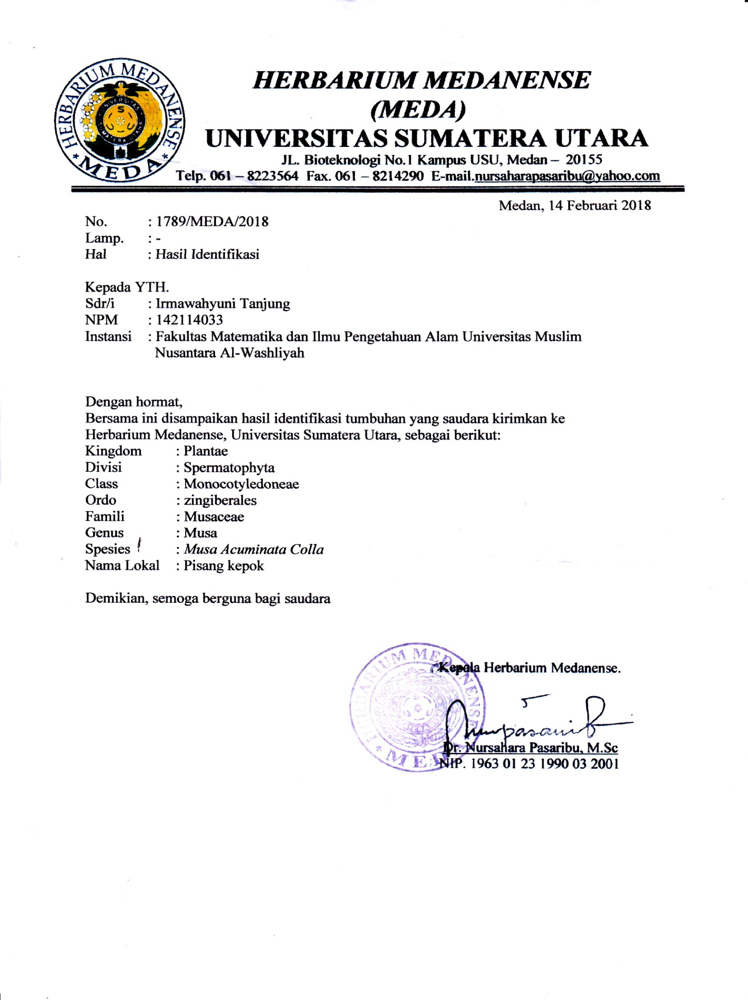 HERBARIUM MEDANENSE
* MEDA *
UNIVERSITAS
S
HERBARIUM MEDANENSE
(MEDA)
UNIVERSITAS SUMATERA UTARA
JL. Bioteknologi No.1 Kampus USU, Medan – 20155
Telp. 061 – 8223564 Fax. 061 – 8214290 E-mail.nursaharapasaribu@yahoo.com
Medan, 14 Februari 2018
No. : 1789/MEDA/2018
Lamp. : -
Hal : Hasil Identifikasi
Kepada YTH.
Sdr/i : Irmawahyuni Tanjung
NPM : 142114033
Instansi : Fakultas Matematika dan Ilmu Pengetahuan Alam Universitas Muslim
Nusantara Al-Washliyah
Dengan hormat,
Bersama ini disampaikan hasil identifikasi tumbuhan yang saudara kirimkan ke
Herbarium Medanense, Universitas Sumatera Utara, sebagai berikut:
Kingdom : Plantae
Divisi : Spermatophyta
Class : Monocotyledoneae
Ordo : zingiberales
Famili : Musaceae
Genus : Musa
Spesies : Musa Acuminata Colla
Nama Lokal : Pisang kepok
Demikian, semoga berguna bagi saudara
HERBARIUM MEDANENSE
* MEDA
Kepala Herbarium Medanense.
Dr. Nursahara Pasaribu, M.Sc
NIP. 1963 01 23 1990 03 2001